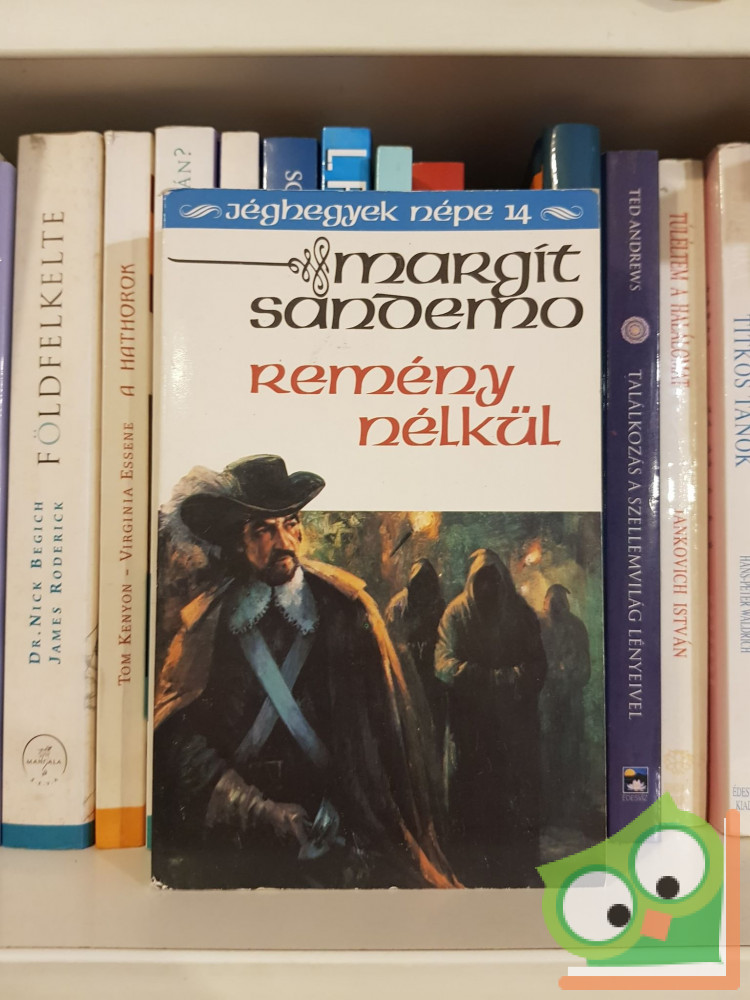 Jéghegyek népe 14
Margit
Sandemo
Remény
nélkül
FÖLDFELKELTE
DR. NICK BEGICH
JAMES RODERICK
MANDALA
TOM KENYON – VIRGINIA ESSENE A HATHOROK
TED ANDREWS TALÁLKOZÁS A SZELLEMVILÁG LÉNYEIVEL
TÚLÉLTEM A HALÁLOMAT
JANKOVICH ISTVÁN
TITKOS TANOK